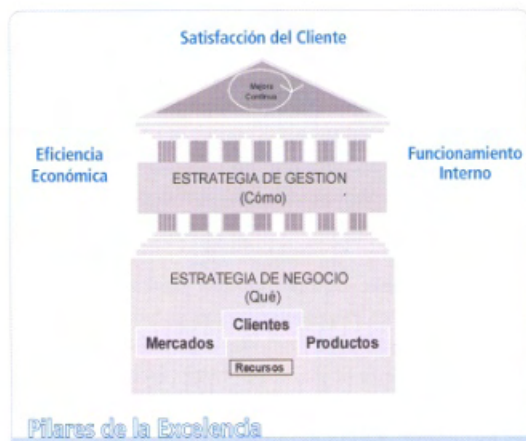 Satisfacción del Cliente
Mejora
Continua
Eficiencia
Económica
Funcionamiento
Interno
ESTRATEGIA DE GESTION
(Cómo)
ESTRATEGIA DE NEGOCIO
(Qué)
Clientes
Mercados
Productos
Recursos
Pilares de la Excelencia